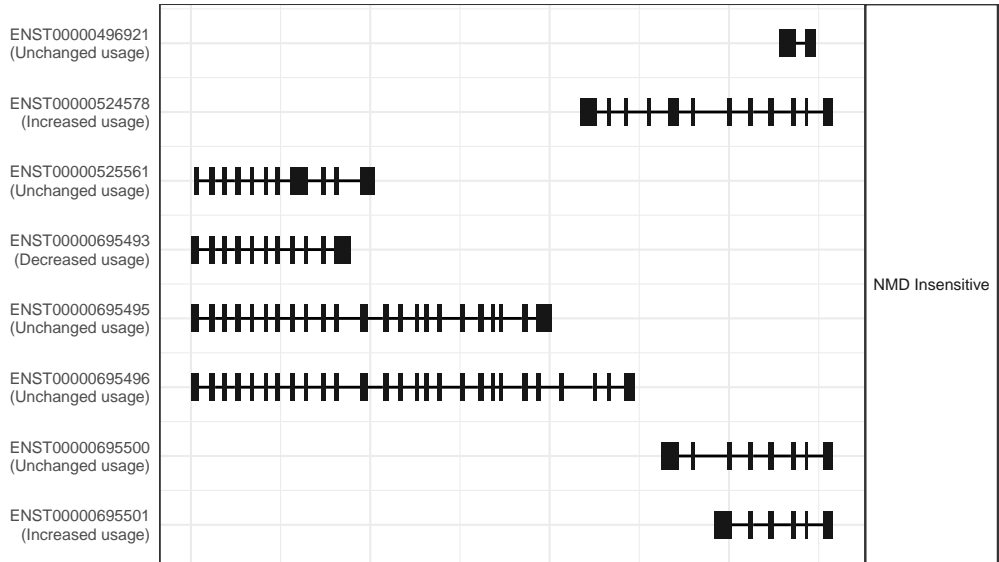 ENST00000496921
(Unchanged usage)
ENST00000524578
(Increased usage)
ENST00000525561
(Unchanged usage)
ENST00000695493
(Decreased usage)
ENST00000695495
(Unchanged usage)
ENST00000695496
(Unchanged usage)
ENST00000695500
(Unchanged usage)
ENST00000695501
(Increased usage)
NMD Insensitive